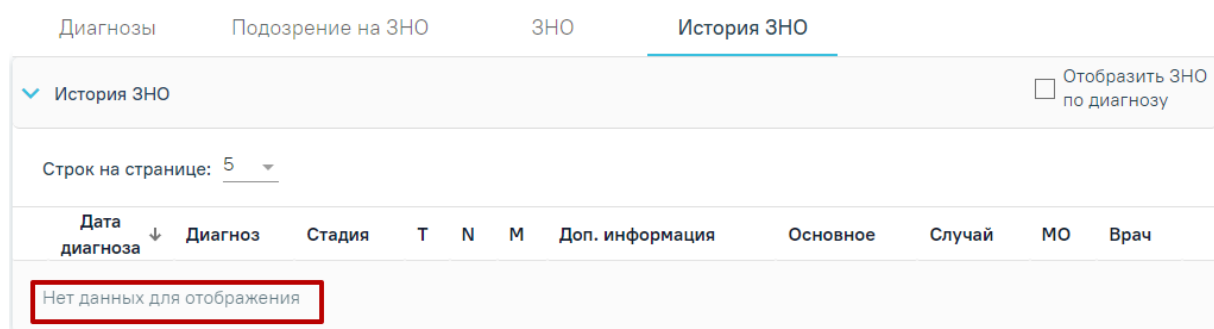 Диагнозы Подозрение на ЗНО ЗНО История ЗНО
История ЗНО
Отобразить ЗНО
по диагнозу
Строк на странице: 5
Дата
диагноза Диагноз Стадия T N M Доп. информация Основное Случай МО Врач
Нет данных для отображения